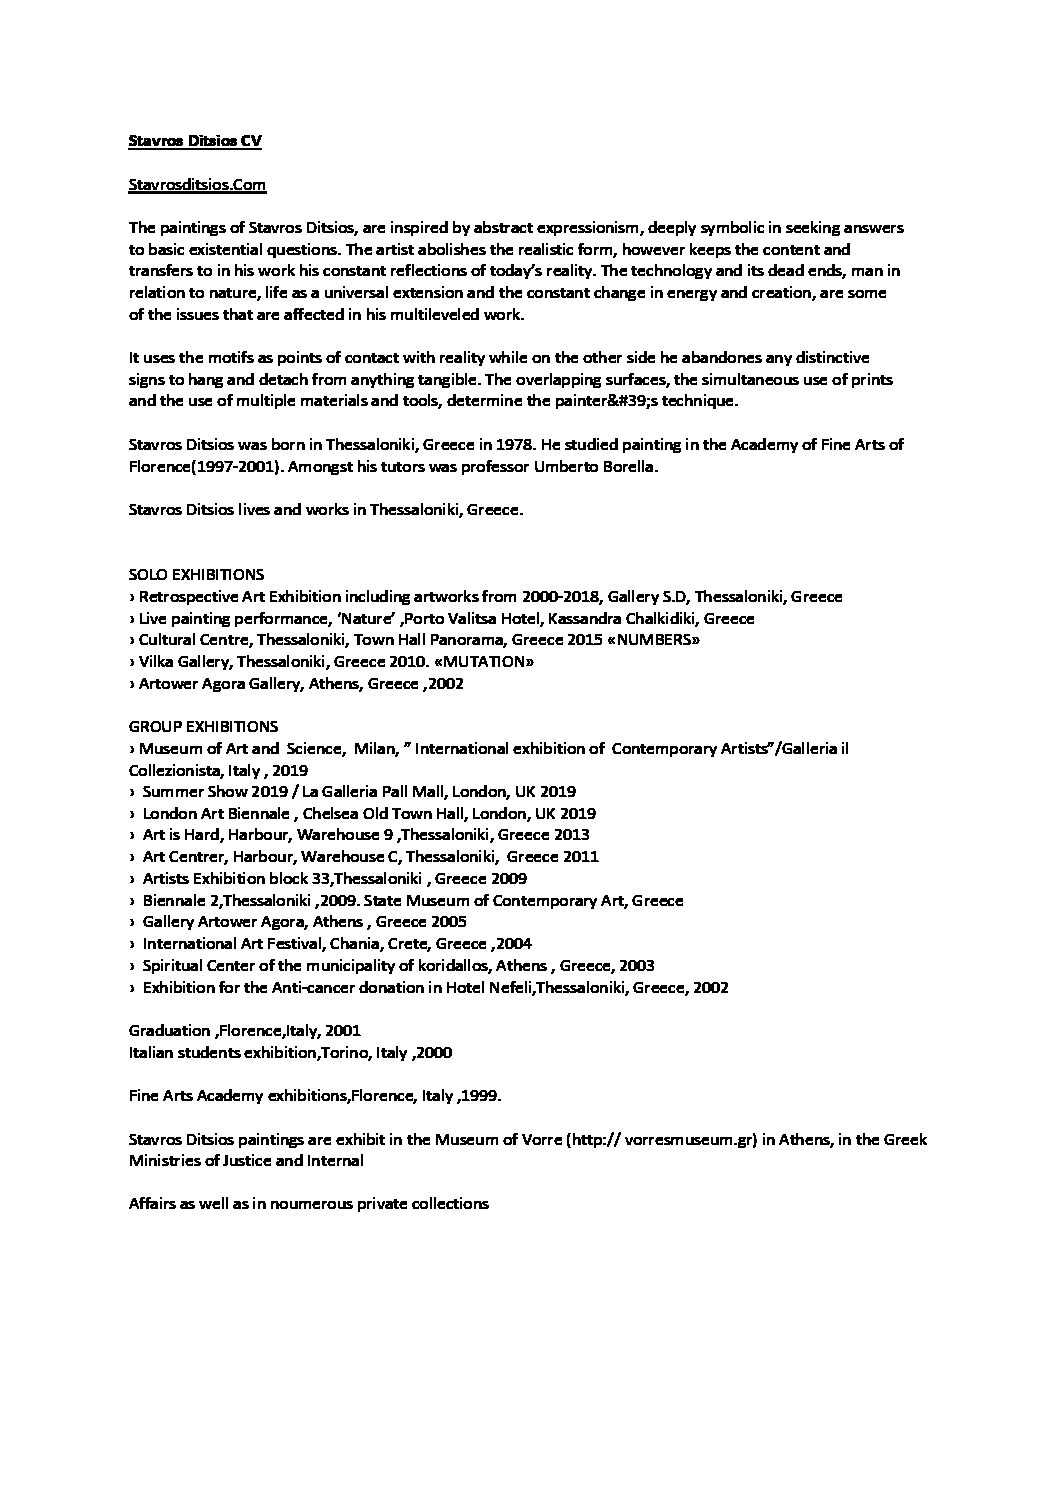 Stavros Ditsios CV
Stavrosditsios.Com
The paintings of Stavros Ditsios, are inspired by abstract expressionism, deeply symbolic in seeking answers
to basic existential questions. The artist abolishes the realistic form, however keeps the content and
transfers to in his work his constant reflections of today’s reality. The technology and its dead ends, man in
relation to nature, life as a universal extension and the constant change in energy and creation, are some
of the issues that are affected in his multileveled work.
It uses the motifs as points of contact with reality while on the other side he abandones any distinctive
signs to hang and detach from anything tangible. The overlapping surfaces, the simultaneous use of prints
and the use of multiple materials and tools, determine the painter&#39;s technique.
Stavros Ditsios was born in Thessaloniki, Greece in 1978. He studied painting in the Academy of Fine Arts of
Florence(1997-2001). Amongst his tutors was professor Umberto Borella.
Stavros Ditsios lives and works in Thessaloniki, Greece.
SOLO EXHIBITIONS
› Retrospective Art Exhibition including artworks from 2000-2018, Gallery S.D, Thessaloniki, Greece
› Live painting performance, ‘Nature’ ,Porto Valitsa Hotel, Kassandra Chalkidiki, Greece
› Cultural Centre, Thessaloniki, Town Hall Panorama, Greece 2015 «NUMBERS»
› Vilka Gallery, Thessaloniki, Greece 2010. «MUTATION»
› Artower Agora Gallery, Athens, Greece ,2002
GROUP EXHIBITIONS
› Museum of Art and  Science,  Milan, ” International exhibition of  Contemporary Artists”/Galleria il
Collezionista, Italy , 2019
›  Summer Show 2019 / La Galleria Pall Mall, London, UK 2019
›  London Art Biennale , Chelsea Old Town Hall, London, UK 2019
›  Art is Hard, Harbour, Warehouse 9 ,Thessaloniki, Greece 2013
›  Art Centrer, Harbour, Warehouse C, Thessaloniki,  Greece 2011
›  Artists Exhibition block 33,Thessaloniki , Greece 2009
›  Biennale 2,Thessaloniki ,2009. State Museum of Contemporary Art, Greece
›  Gallery Artower Agora, Athens , Greece 2005
›  International Art Festival, Chania, Crete, Greece ,2004
›  Spiritual Center of the municipality of koridallos, Athens , Greece, 2003
›  Exhibition for the Anti-cancer donation in Hotel Nefeli,Thessaloniki, Greece, 2002
Graduation ,Florence,Italy, 2001
Italian students exhibition,Torino, Italy ,2000
Fine Arts Academy exhibitions,Florence, Italy ,1999.
Stavros Ditsios paintings are exhibit in the Museum of Vorre (http:// vorresmuseum.gr) in Athens, in the Greek
Ministries of Justice and Internal
Affairs as well as in noumerous private collections